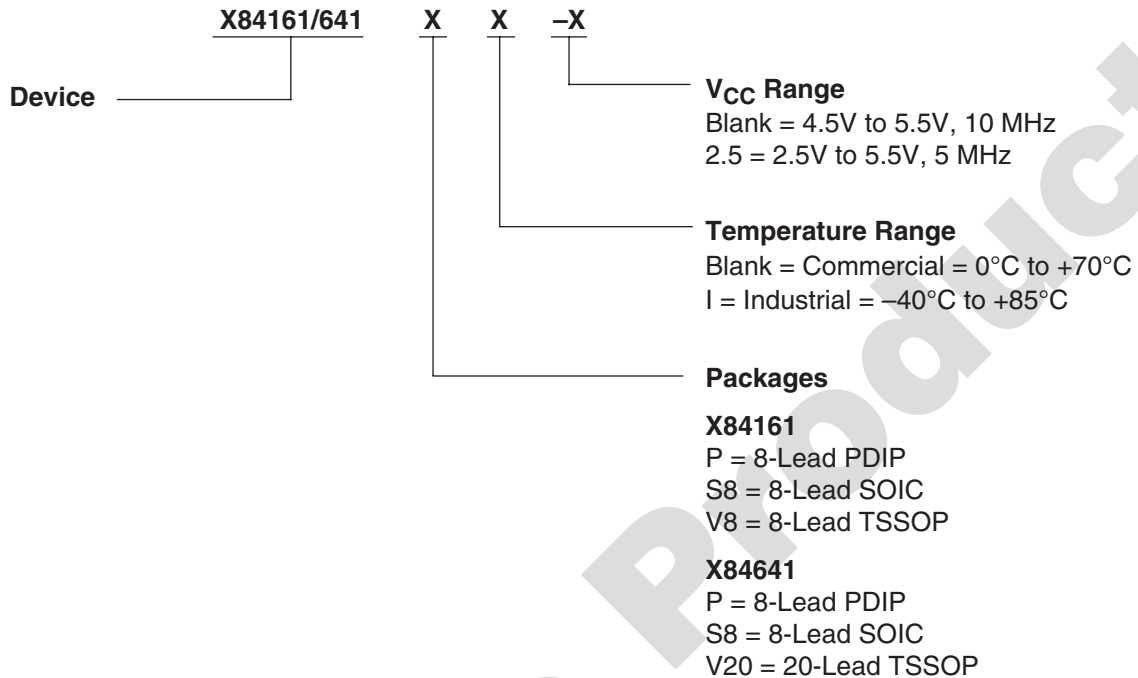 X84161/641 X X –X
Device
VCC Range
Blank = 4.5V to 5.5V, 10 MHz
2.5 = 2.5V to 5.5V, 5 MHz
Temperature Range
Blank = Commercial = 0°C to +70°C
I = Industrial = –40°C to +85°C
Packages
X84161
P = 8-Lead PDIP
S8 = 8-Lead SOIC
V8 = 8-Lead TSSOP
X84641
P = 8-Lead PDIP
S8 = 8-Lead SOIC
V20 = 20-Lead TSSOP
Product